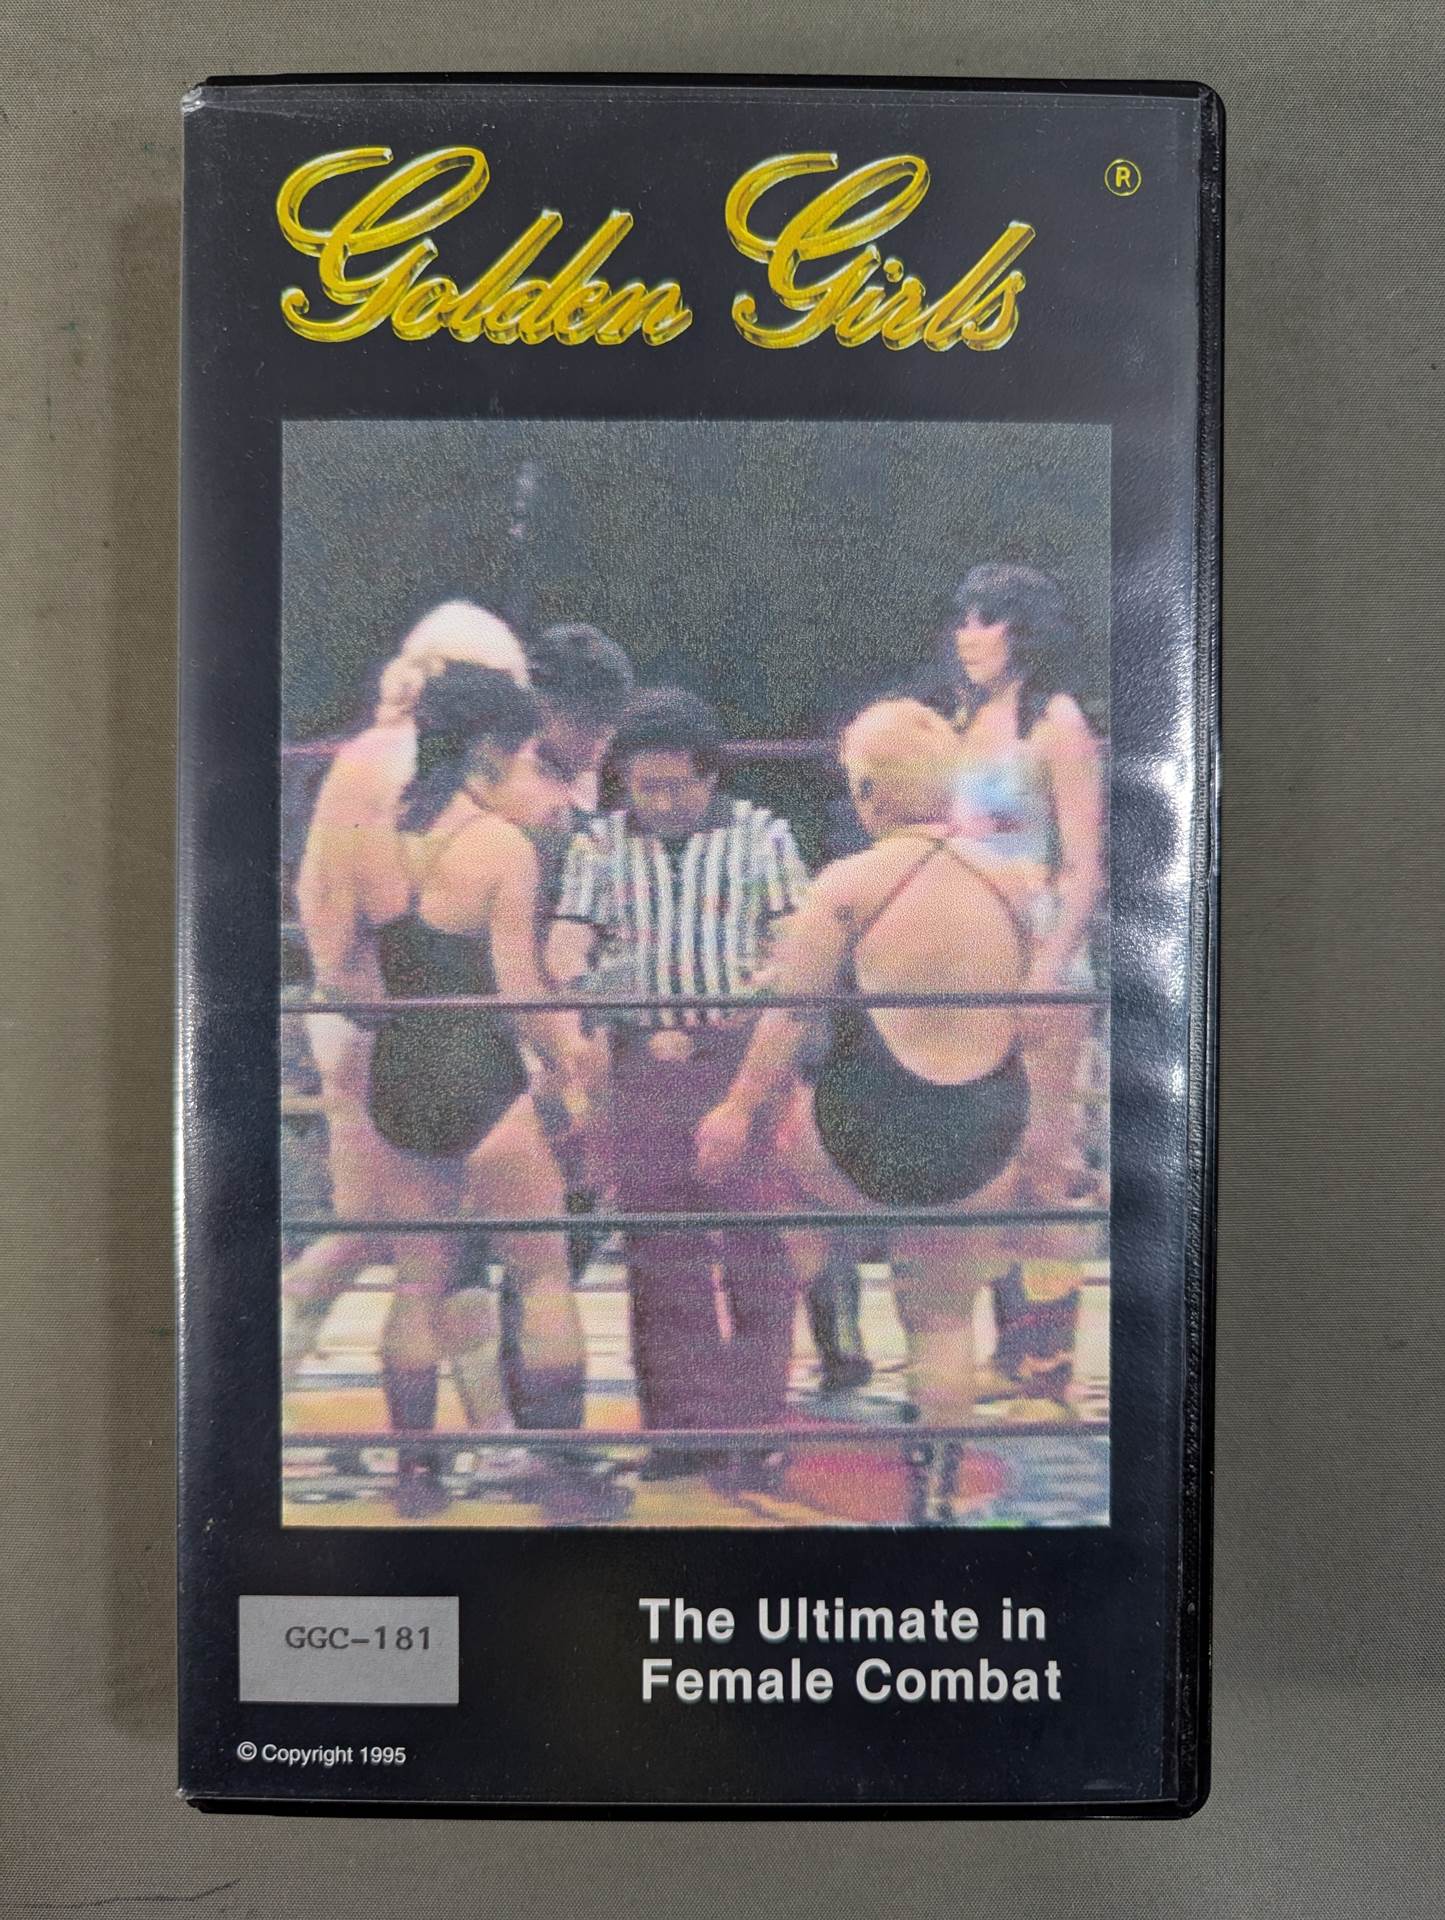 Golden Girls ®
GGC-181
The Ultimate in
Female Combat
© Copyright 1995